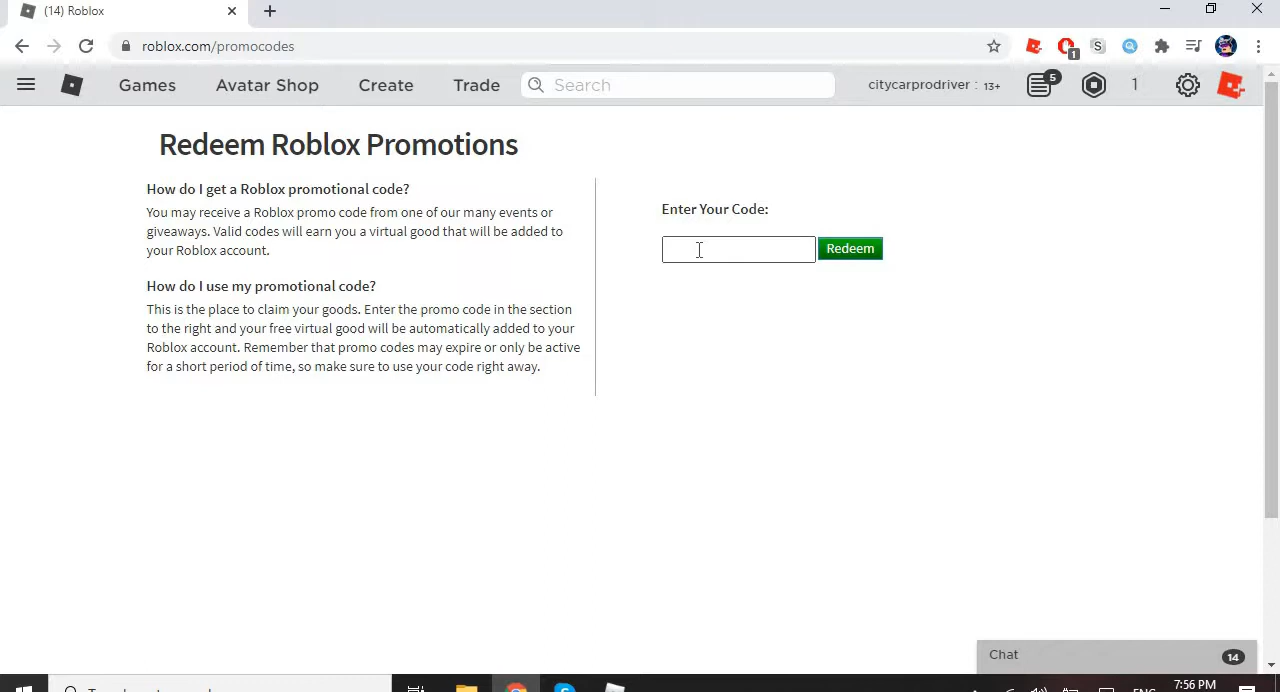 (14) Roblox
roblox.com/promocodes
1
S
Games
Avatar Shop
Create
Trade
Search
citycarprodriver : 13+
5
1
Redeem Roblox Promotions
How do I get a Roblox promotional code?
You may receive a Roblox promo code from one of our many events or
giveaways. Valid codes will earn you a virtual good that will be added to
your Roblox account.
How do I use my promotional code?
This is the place to claim your goods. Enter the promo code in the section
to the right and your free virtual good will be automatically added to your
Roblox account. Remember that promo codes may expire or only be active
for a short period of time, so make sure to use your code right away.
Enter Your Code:
Redeem
Chat
14
ENG
7:56 PM